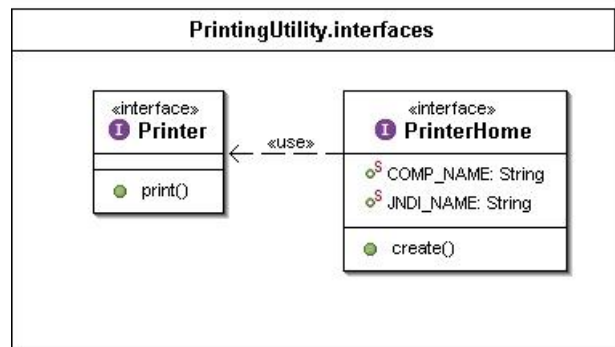 PrintingUtility.interfaces
«interface»
I Printer
print()
«use»
«interface»
I PrinterHome
S COMP_NAME: String
S JNDI_NAME: String
create()